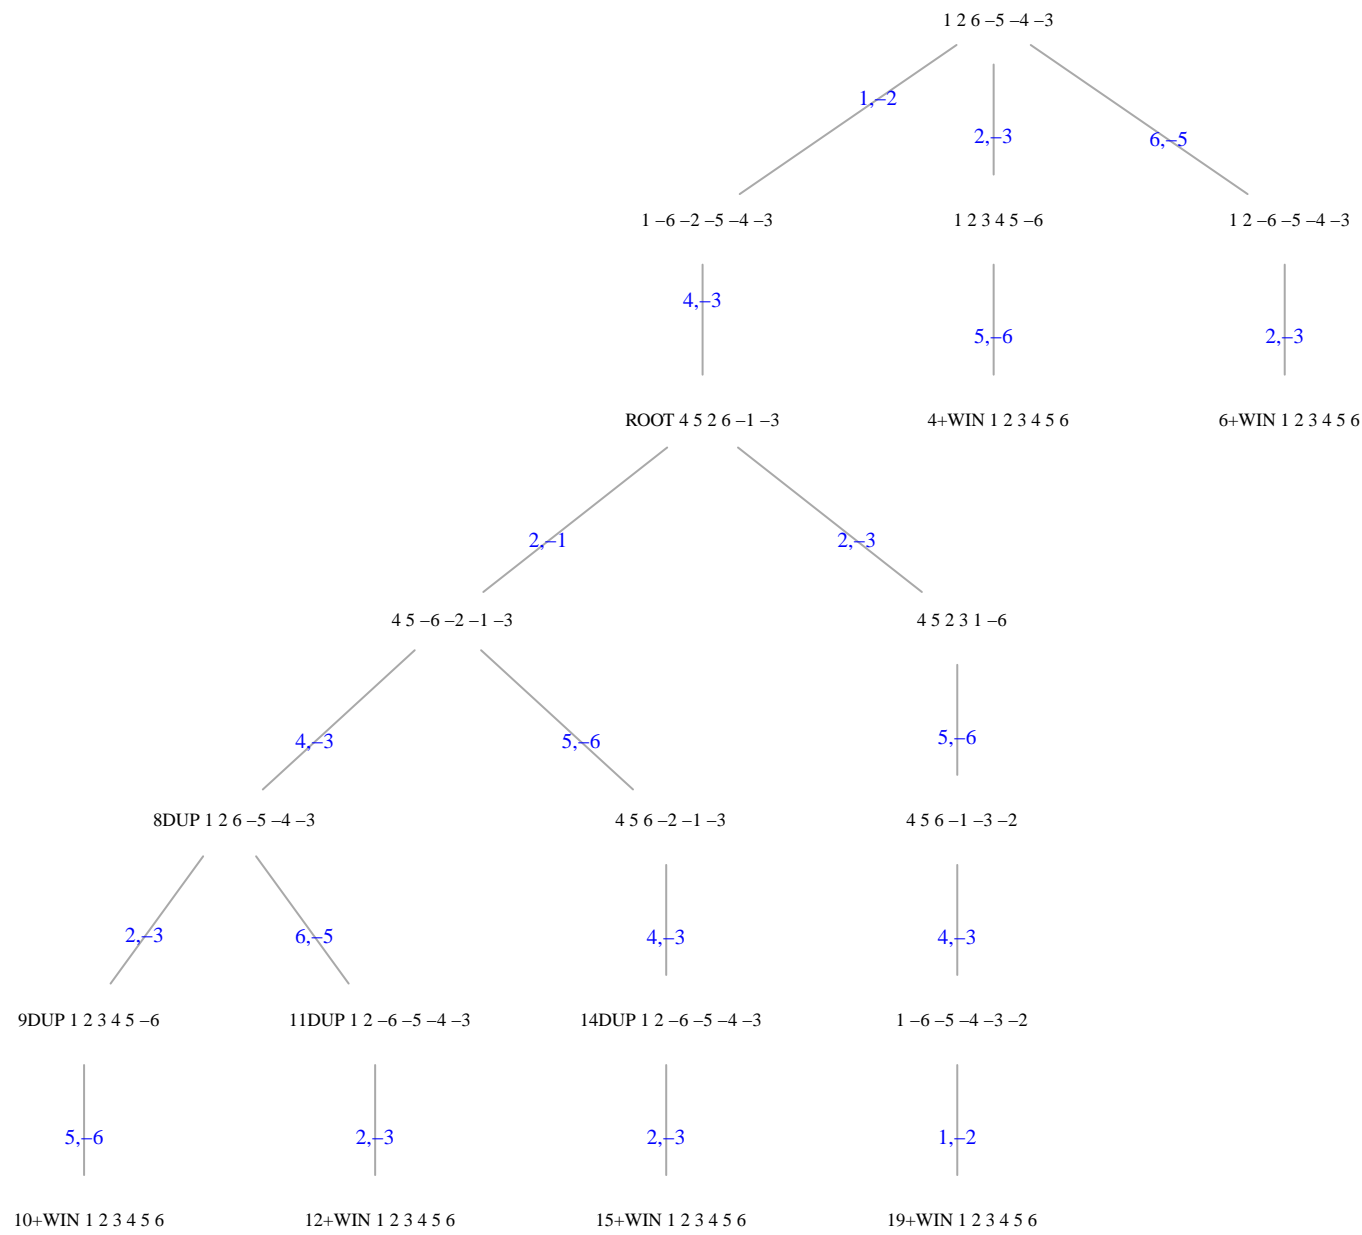 1 2 6 –5 –4 –3
1,–2
2,–3
6,–5
1 –6 –2 –5 –4 –3
1 2 3 4 5 –6
1 2 –6 –5 –4 –3
4,–3
5,–6
2,–3
ROOT 4 5 2 6 –1 –3
4+WIN 1 2 3 4 5 6
6+WIN 1 2 3 4 5 6
2,–1
2,–3
4 5 –6 –2 –1 –3
4 5 2 3 1 –6
4,–3
5,–6
5,–6
8DUP 1 2 6 –5 –4 –3
4 5 6 –2 –1 –3
4 5 6 –1 –3 –2
2,–3
6,–5
4,–3
4,–3
9DUP 1 2 3 4 5 –6
11DUP 1 2 –6 –5 –4 –3
14DUP 1 2 –6 –5 –4 –3
1 –6 –5 –4 –3 –2
5,–6
2,–3
2,–3
1,–2
10+WIN 1 2 3 4 5 6
12+WIN 1 2 3 4 5 6
15+WIN 1 2 3 4 5 6
19+WIN 1 2 3 4 5 6